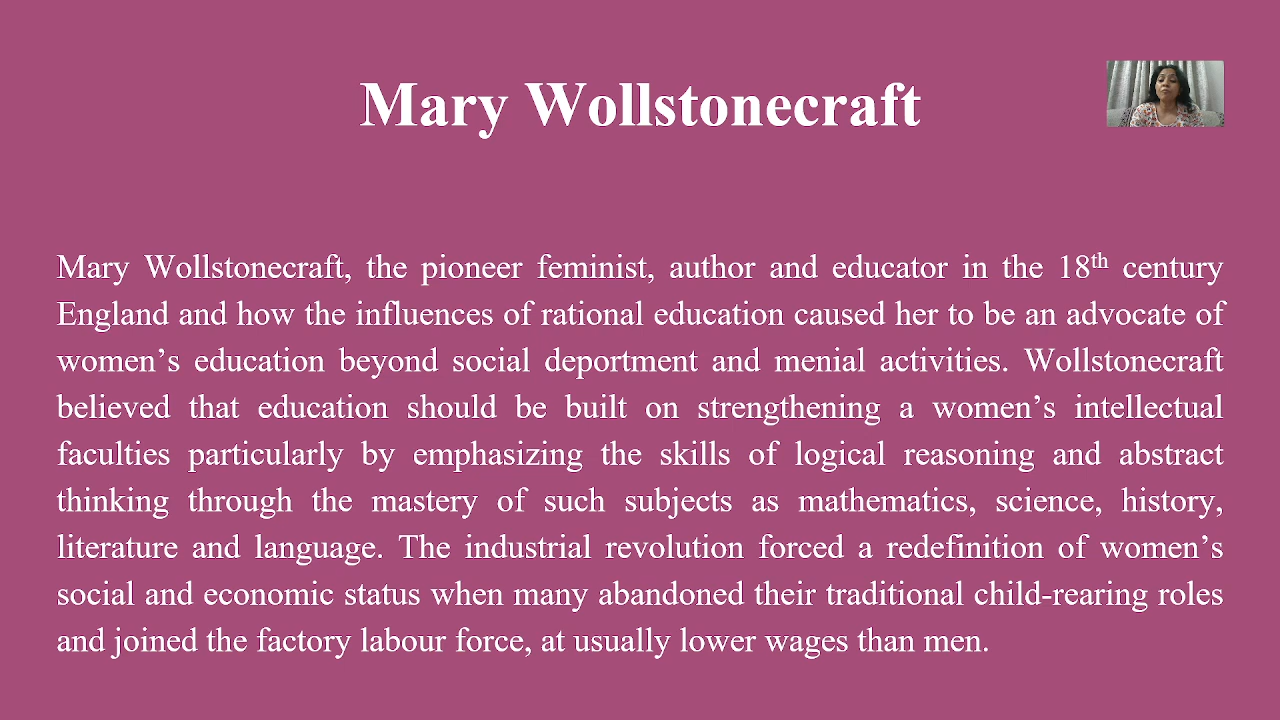 Mary Wollstonecraft
Mary Wollstonecraft, the pioneer feminist, author and educator in the 18th century
England and how the influences of rational education caused her to be an advocate of
women’s education beyond social deportment and menial activities. Wollstonecraft
believed that education should be built on strengthening a women’s intellectual
faculties particularly by emphasizing the skills of logical reasoning and abstract
thinking through the mastery of such subjects as mathematics, science, history,
literature and language. The industrial revolution forced a redefinition of women’s
social and economic status when many abandoned their traditional child-rearing roles
and joined the factory labour force, at usually lower wages than men.